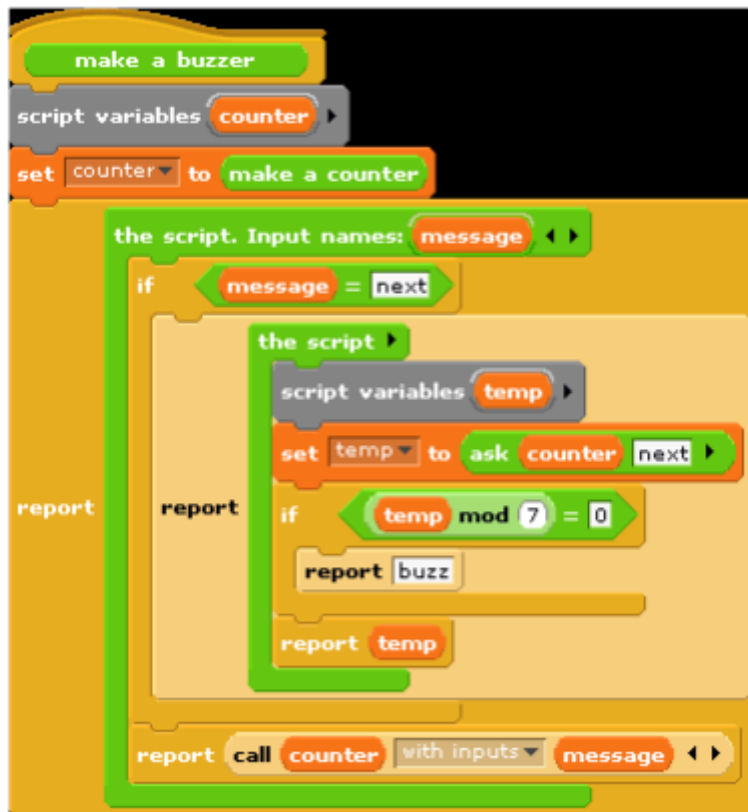 make a buzzer
script variables counter
set counter to make a counter
the script. Input names: message
if message = next
the script
script variables temp
set temp to ask counter next
report report if temp mod 7 = 0
report buzz
report temp
report call counter with inputs message